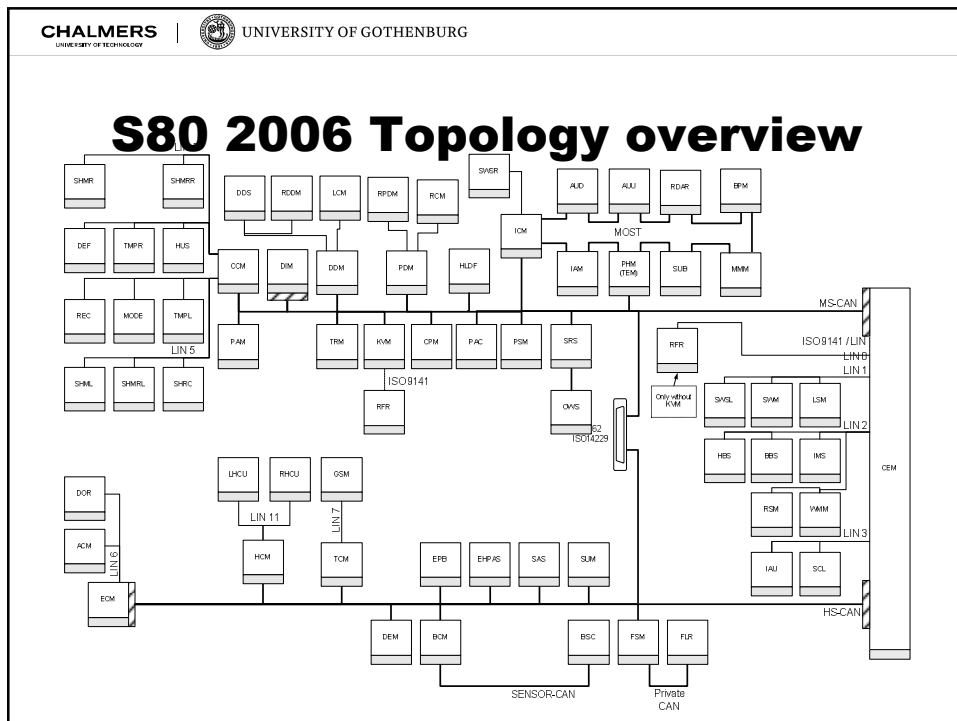 CHALMERS
UNIVERSITY OF TECHNOLOGY
UNIVERSITY OF GOTHENBURG
S80 2006 Topology overview
SHMR
SHMRR
DDS
RDDM
LCM
RPDM
RCM
SWSR
AUD
AUU
RDAR
BPM
ICM
MOST
DEF
TMPR
HUS
CCM
DIM
DDM
PDM
HLDF
IAM
PHM
(TEM)
SUB
MMM
MS-CAN
REC
MODE
TMPL
PAM
TRM
KVM
CPM
PAC
PSM
SRS
RFR
ISO9141 / LIN
LIN 8
LIN 1
LIN 5
ISO9141
SHML
SHMRL
SHRC
RFR
OWS
Only without
KVM
SWSL
SWM
LSM
62
ISO14229
LIN 2
HBS
BBS
IMS
CEM
LHCU
RHCU
GSM
DOR
RSM
WMM
LIN 11
LIN 7
LIN 3
ACM
LIN 6
HCM
TCM
EPB
EHPAS
SAS
SUM
IAU
SCL
ECM
HS-CAN
DEM
BCM
BSC
FSM
FLR
SENSOR-CAN
Private
CAN